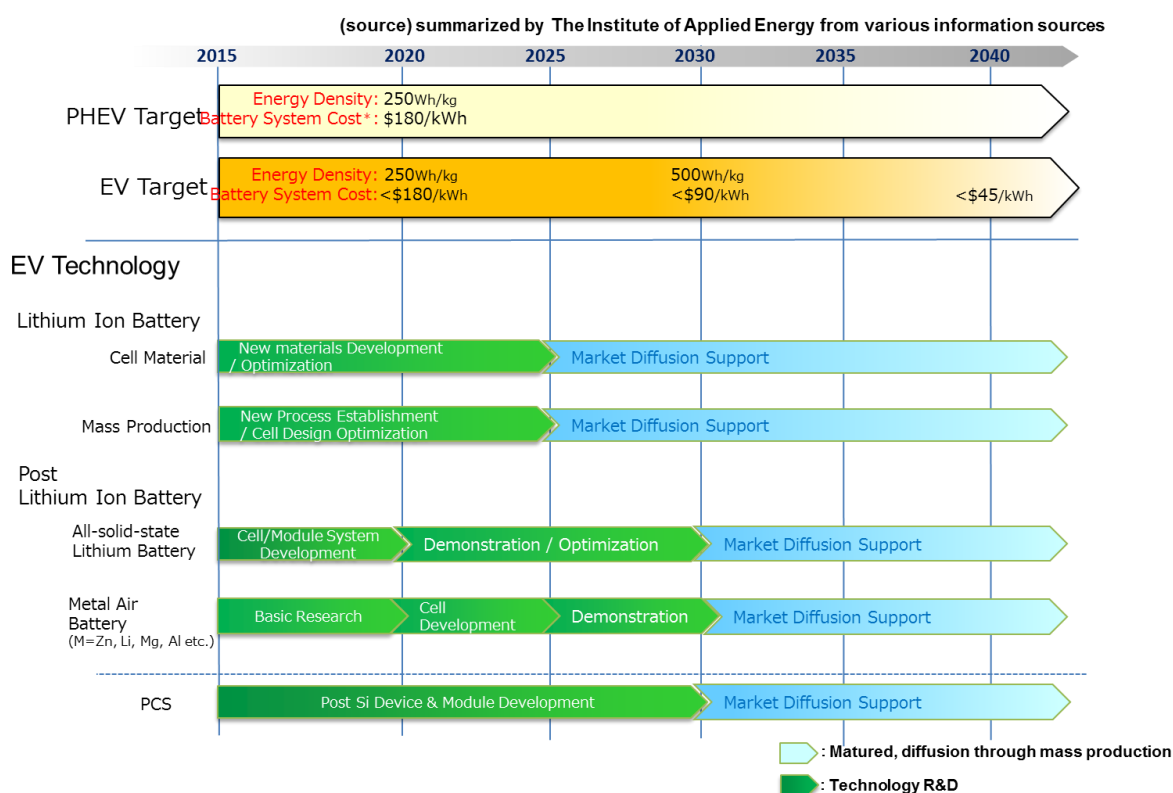 (source) summarized by The Institute of Applied Energy from various information sources
2015 2020 2025 2030 2035 2040
PHEV Target
Energy Density: 250Wh/kg
Battery System Cost*: $180/kWh
EV Target
Energy Density: 250Wh/kg 500Wh/kg
Battery System Cost: <$180/kWh <$90/kWh <$45/kWh
EV Technology
Lithium Ion Battery
Cell Material
New materials Development
/ Optimization
Market Diffusion Support
Mass Production
New Process Establishment
/ Cell Design Optimization
Market Diffusion Support
Post
Lithium Ion Battery
All-solid-state
Lithium Battery
Cell/Module System
Development
Demonstration / Optimization
Market Diffusion Support
Metal Air
Battery
(M=Zn, Li, Mg, Al etc.)
Basic Research
Cell
Development
Demonstration
Market Diffusion Support
PCS
Post Si Device & Module Development
Market Diffusion Support
: Matured, diffusion through mass production
: Technology R&D